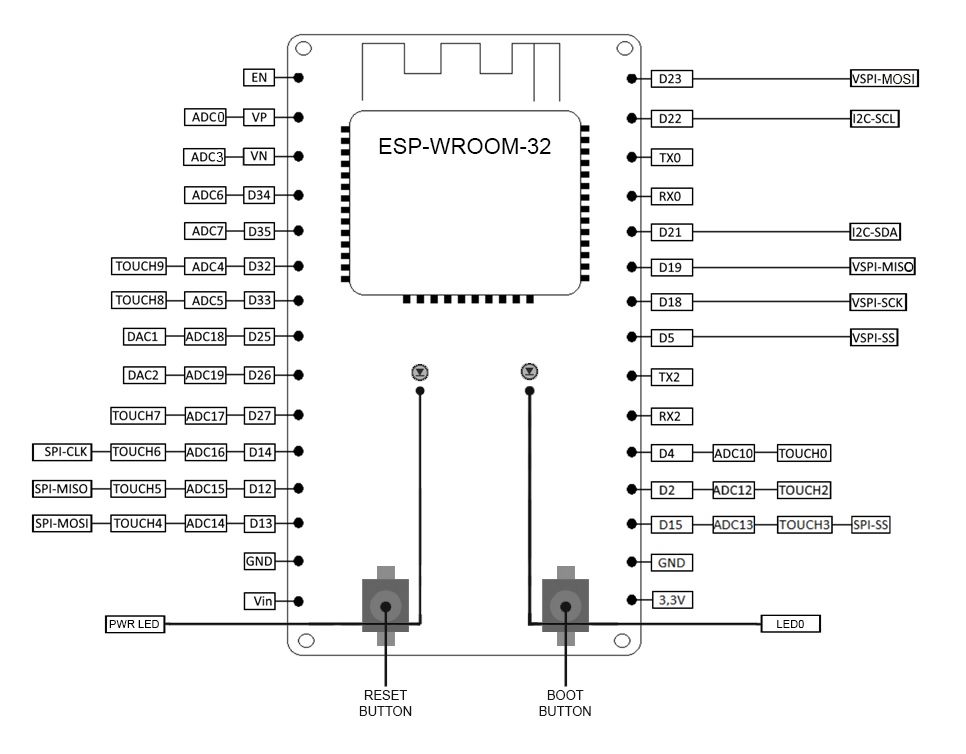 ESP-WROOM-32
EN
ADC0 VP
ADC3 VN
ADC6 D34
ADC7 D35
TOUCH9 ADC4 D32
TOUCH8 ADC5 D33
DAC1 ADC18 D25
DAC2 ADC19 D26
TOUCH7 ADC17 D27
SPI-CLK TOUCH6 ADC16 D14
SPI-MISO TOUCH5 ADC15 D12
SPI-MOSI TOUCH4 ADC14 D13
GND
Vin
PWR LED
D23 VSPI-MOSI
D22 I2C-SCL
TX0
RX0
D21 I2C-SDA
D19 VSPI-MISO
D18 VSPI-SCK
D5 VSPI-SS
TX2
RX2
D4 ADC10 TOUCH0
D2 ADC12 TOUCH2
D15 ADC13 TOUCH3 SPI-SS
GND
3,3V
LED0
RESET
BUTTON
BOOT
BUTTON